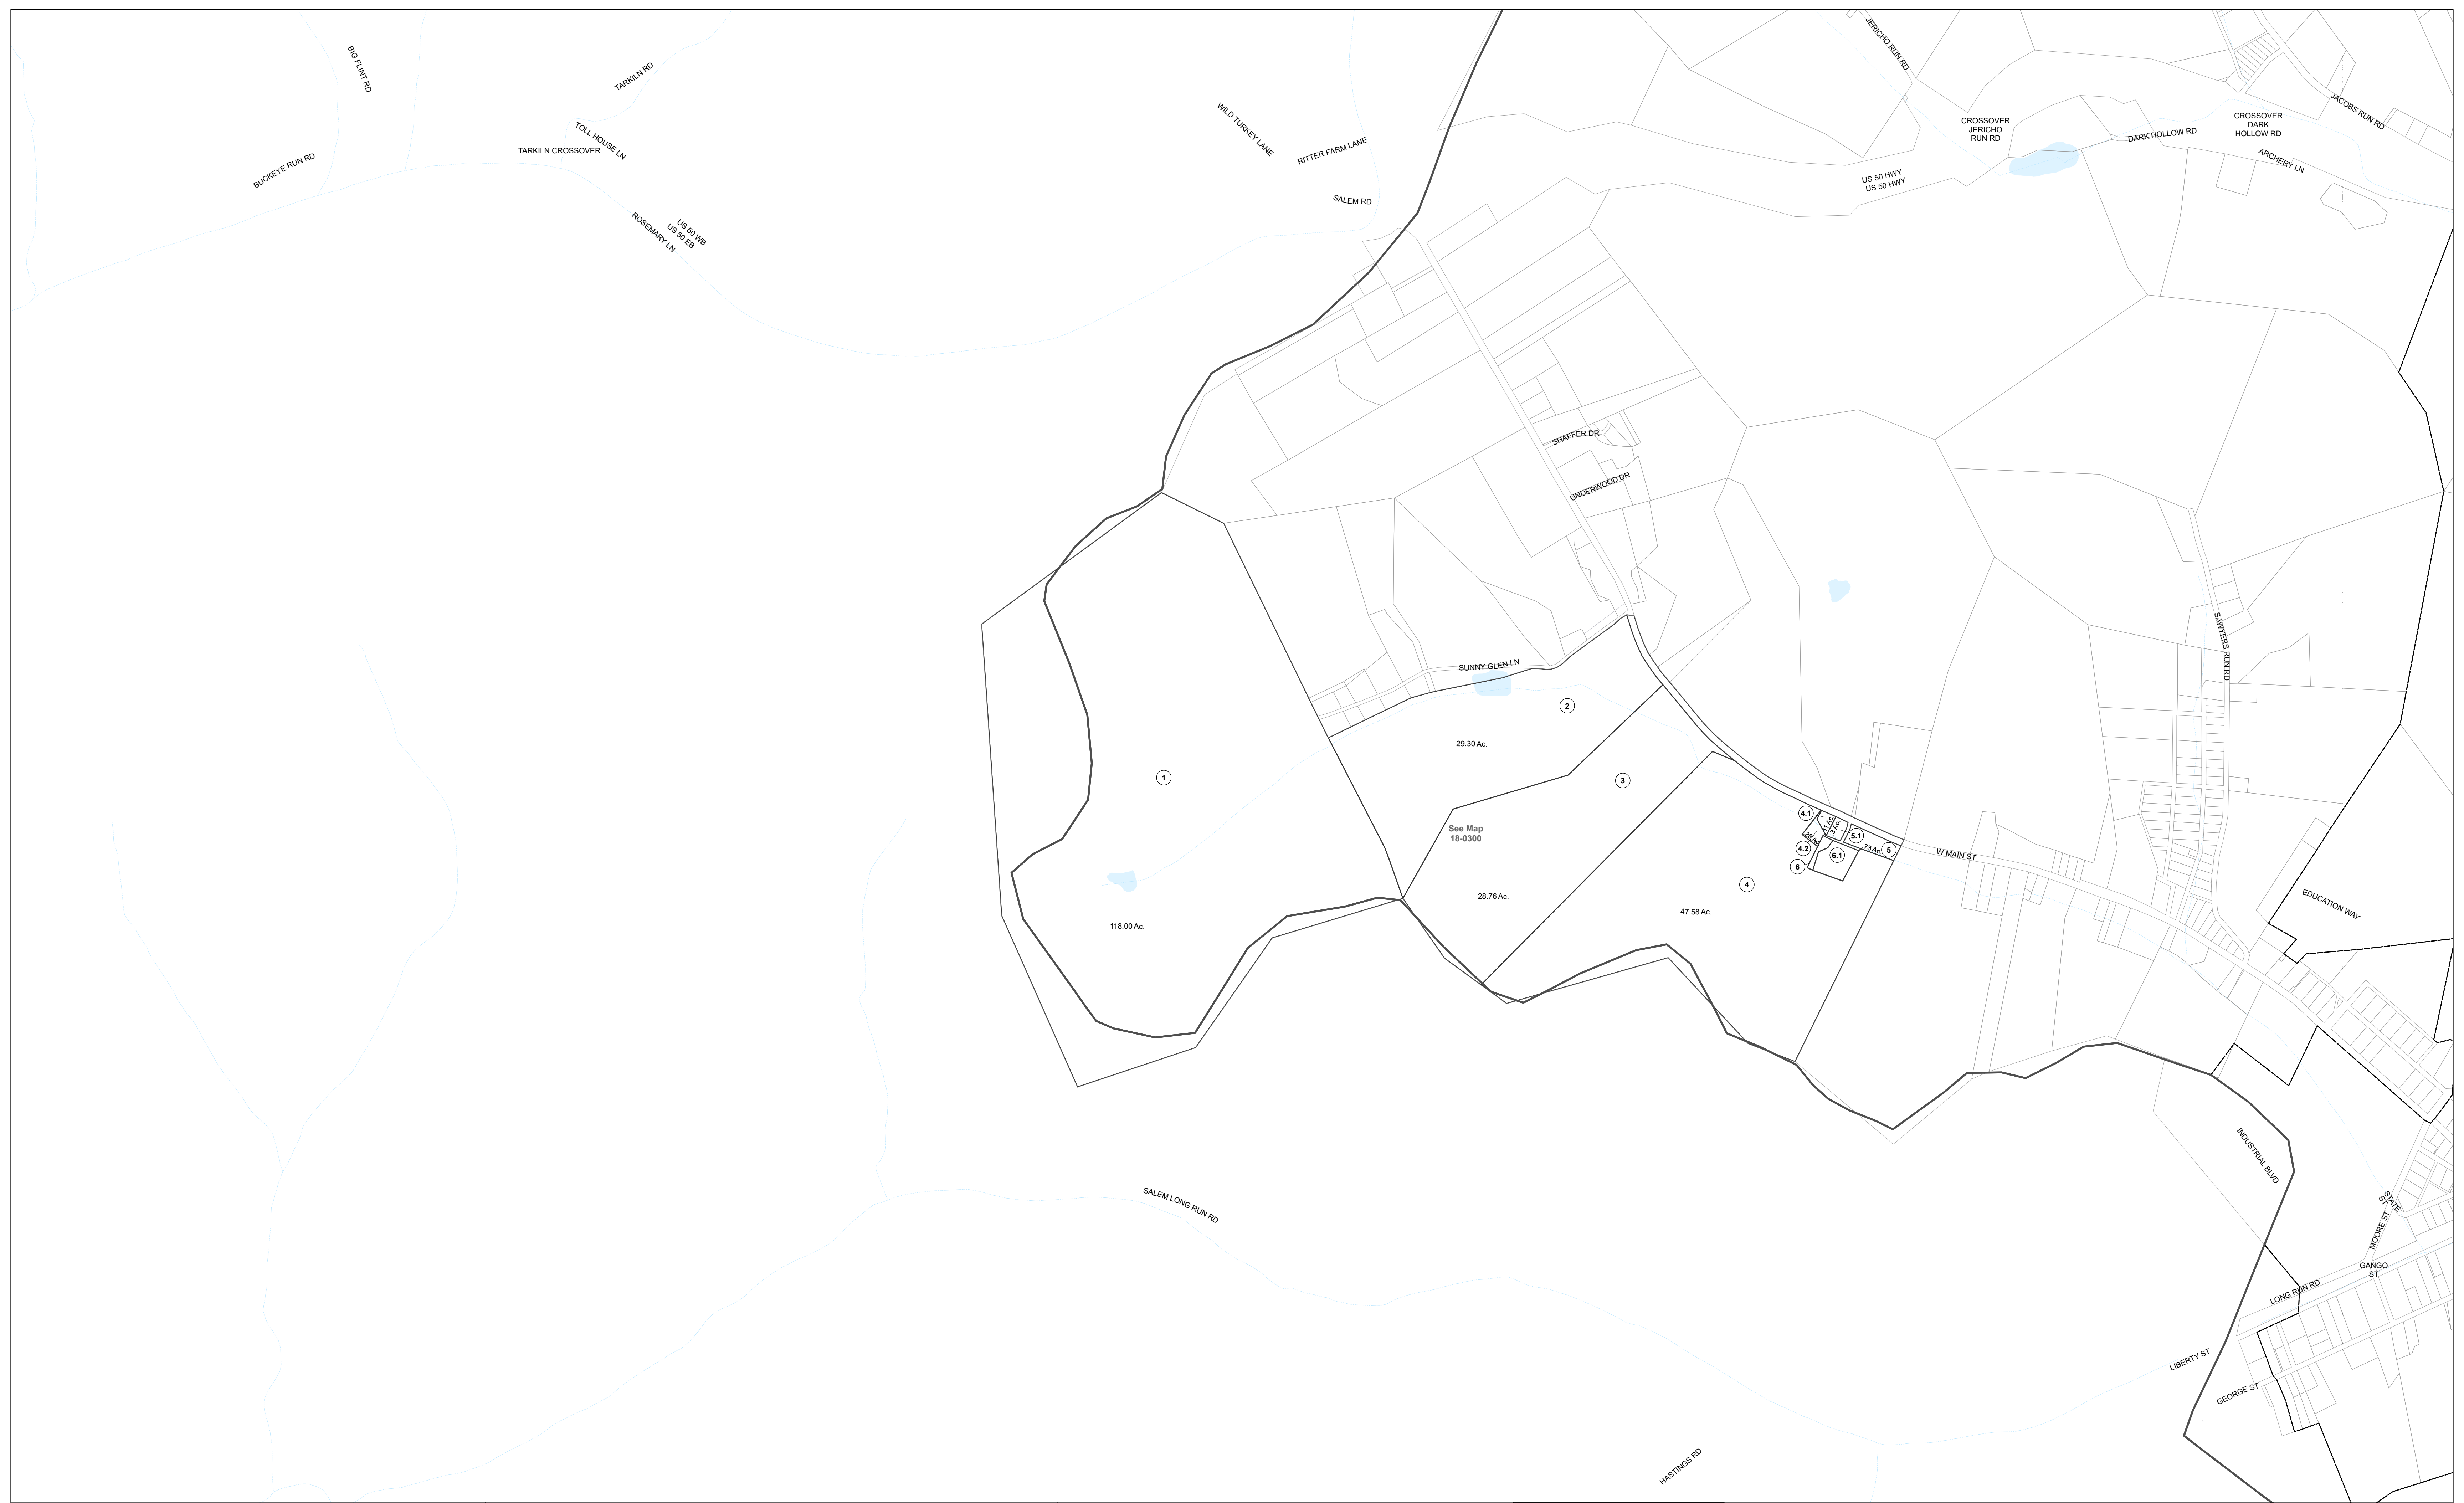 BIG FLINT RD
TARKILN RD
TOLL HOUSE LN
TARKILN CROSSOVER
BUCKEYE RUN RD
ROSEMARY LN
US 50 WB
US 50 EB
WILD TURKEY LANE
RITTER FARM LANE
SALEM RD
JERICHO RUN RD
CROSSOVER
JERICHO
RUN RD
US 50 HWY
US 50 HWY
DARK HOLLOW RD
CROSSOVER
DARK
HOLLOW RD
JACOBS RUN RD
ARCHERY LN
SHAFFER DR
UNDERWOOD DR
SAWYERS RUN RD
SUNNY GLEN LN
2
29.30 Ac.
1
3
118.00 Ac.
See Map
18-0300
28.76 Ac.
4.1
3 Ac.
28 Ac.
4.2
5.1
73 Ac.
5
6.1
6
4
47.58 Ac.
W MAIN ST
EDUCATION WAY
INDUSTRIAL BLVD
STATE
ST
MOORE ST
GANGO
ST
LONG RUN RD
LIBERTY ST
GEORGE ST
SALEM LONG RUN RD
HASTINGS RD